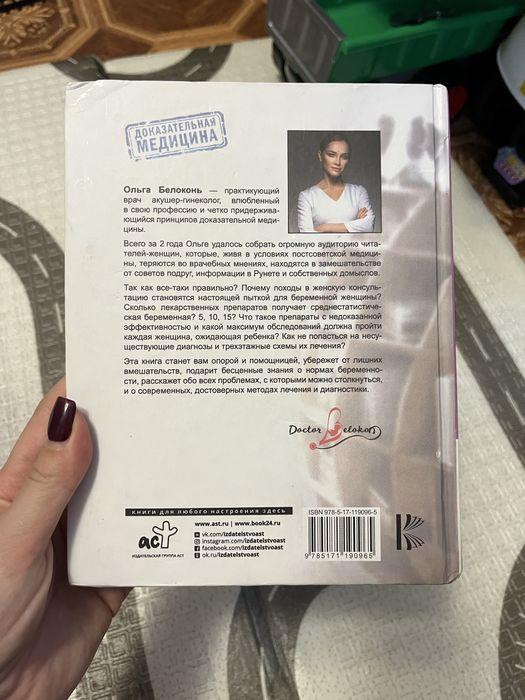 ДОКАЗАТЕЛЬНАЯ
МЕДИЦИНА
Ольга Белоконь — практикующий
врач акушер-гинеколог, влюбленный
в свою профессию и четко придерживаю-
щийся принципов доказательной меди-
цины.
Всего за 2 года Ольге удалось собрать огромную аудиторию чита-
телей-женщин, которые, живя в условиях постсоветской медици-
ны, теряются во врачебных мнениях, находятся в замешательстве
от советов подруг, информации в Рунете и собственных домыслов.
Так как все-таки правильно? Почему походы в женскую консуль-
тацию становятся настоящей пыткой для беременной женщины?
Сколько лекарственных препаратов получает среднестатистиче-
ская беременная? 5, 10, 15? Что такое препараты с недоказанной
эффективностью и какой максимум обследований должна пройти
каждая женщина, ожидающая ребенка? Как не попасться на несу-
ществующие диагнозы и трехэтажные схемы их лечения?
Эта книга станет вам опорой и помощницей, убережет от лишних
вмешательств, подарит бесценные знания о нормах беременно-
сти, расскажет обо всех проблемах, с которыми можно столкнуться,
и о современных, достоверных методах лечения и диагностики.
Doctor Belokon
КНИГИ ДЛЯ ЛЮБОГО НАСТРОЕНИЯ ЗДЕСЬ
www.ast.ru | www.book24.ru
vk.com/izdatelstvoast
instagram.com/izdatelstvoast
facebook.com/izdatelstvoast
ok.ru/izdatelstvoast
аст
ИЗДАТЕЛЬСКАЯ ГРУППА АСТ
ISBN 978-5-17-119096-5
9 785171 190965